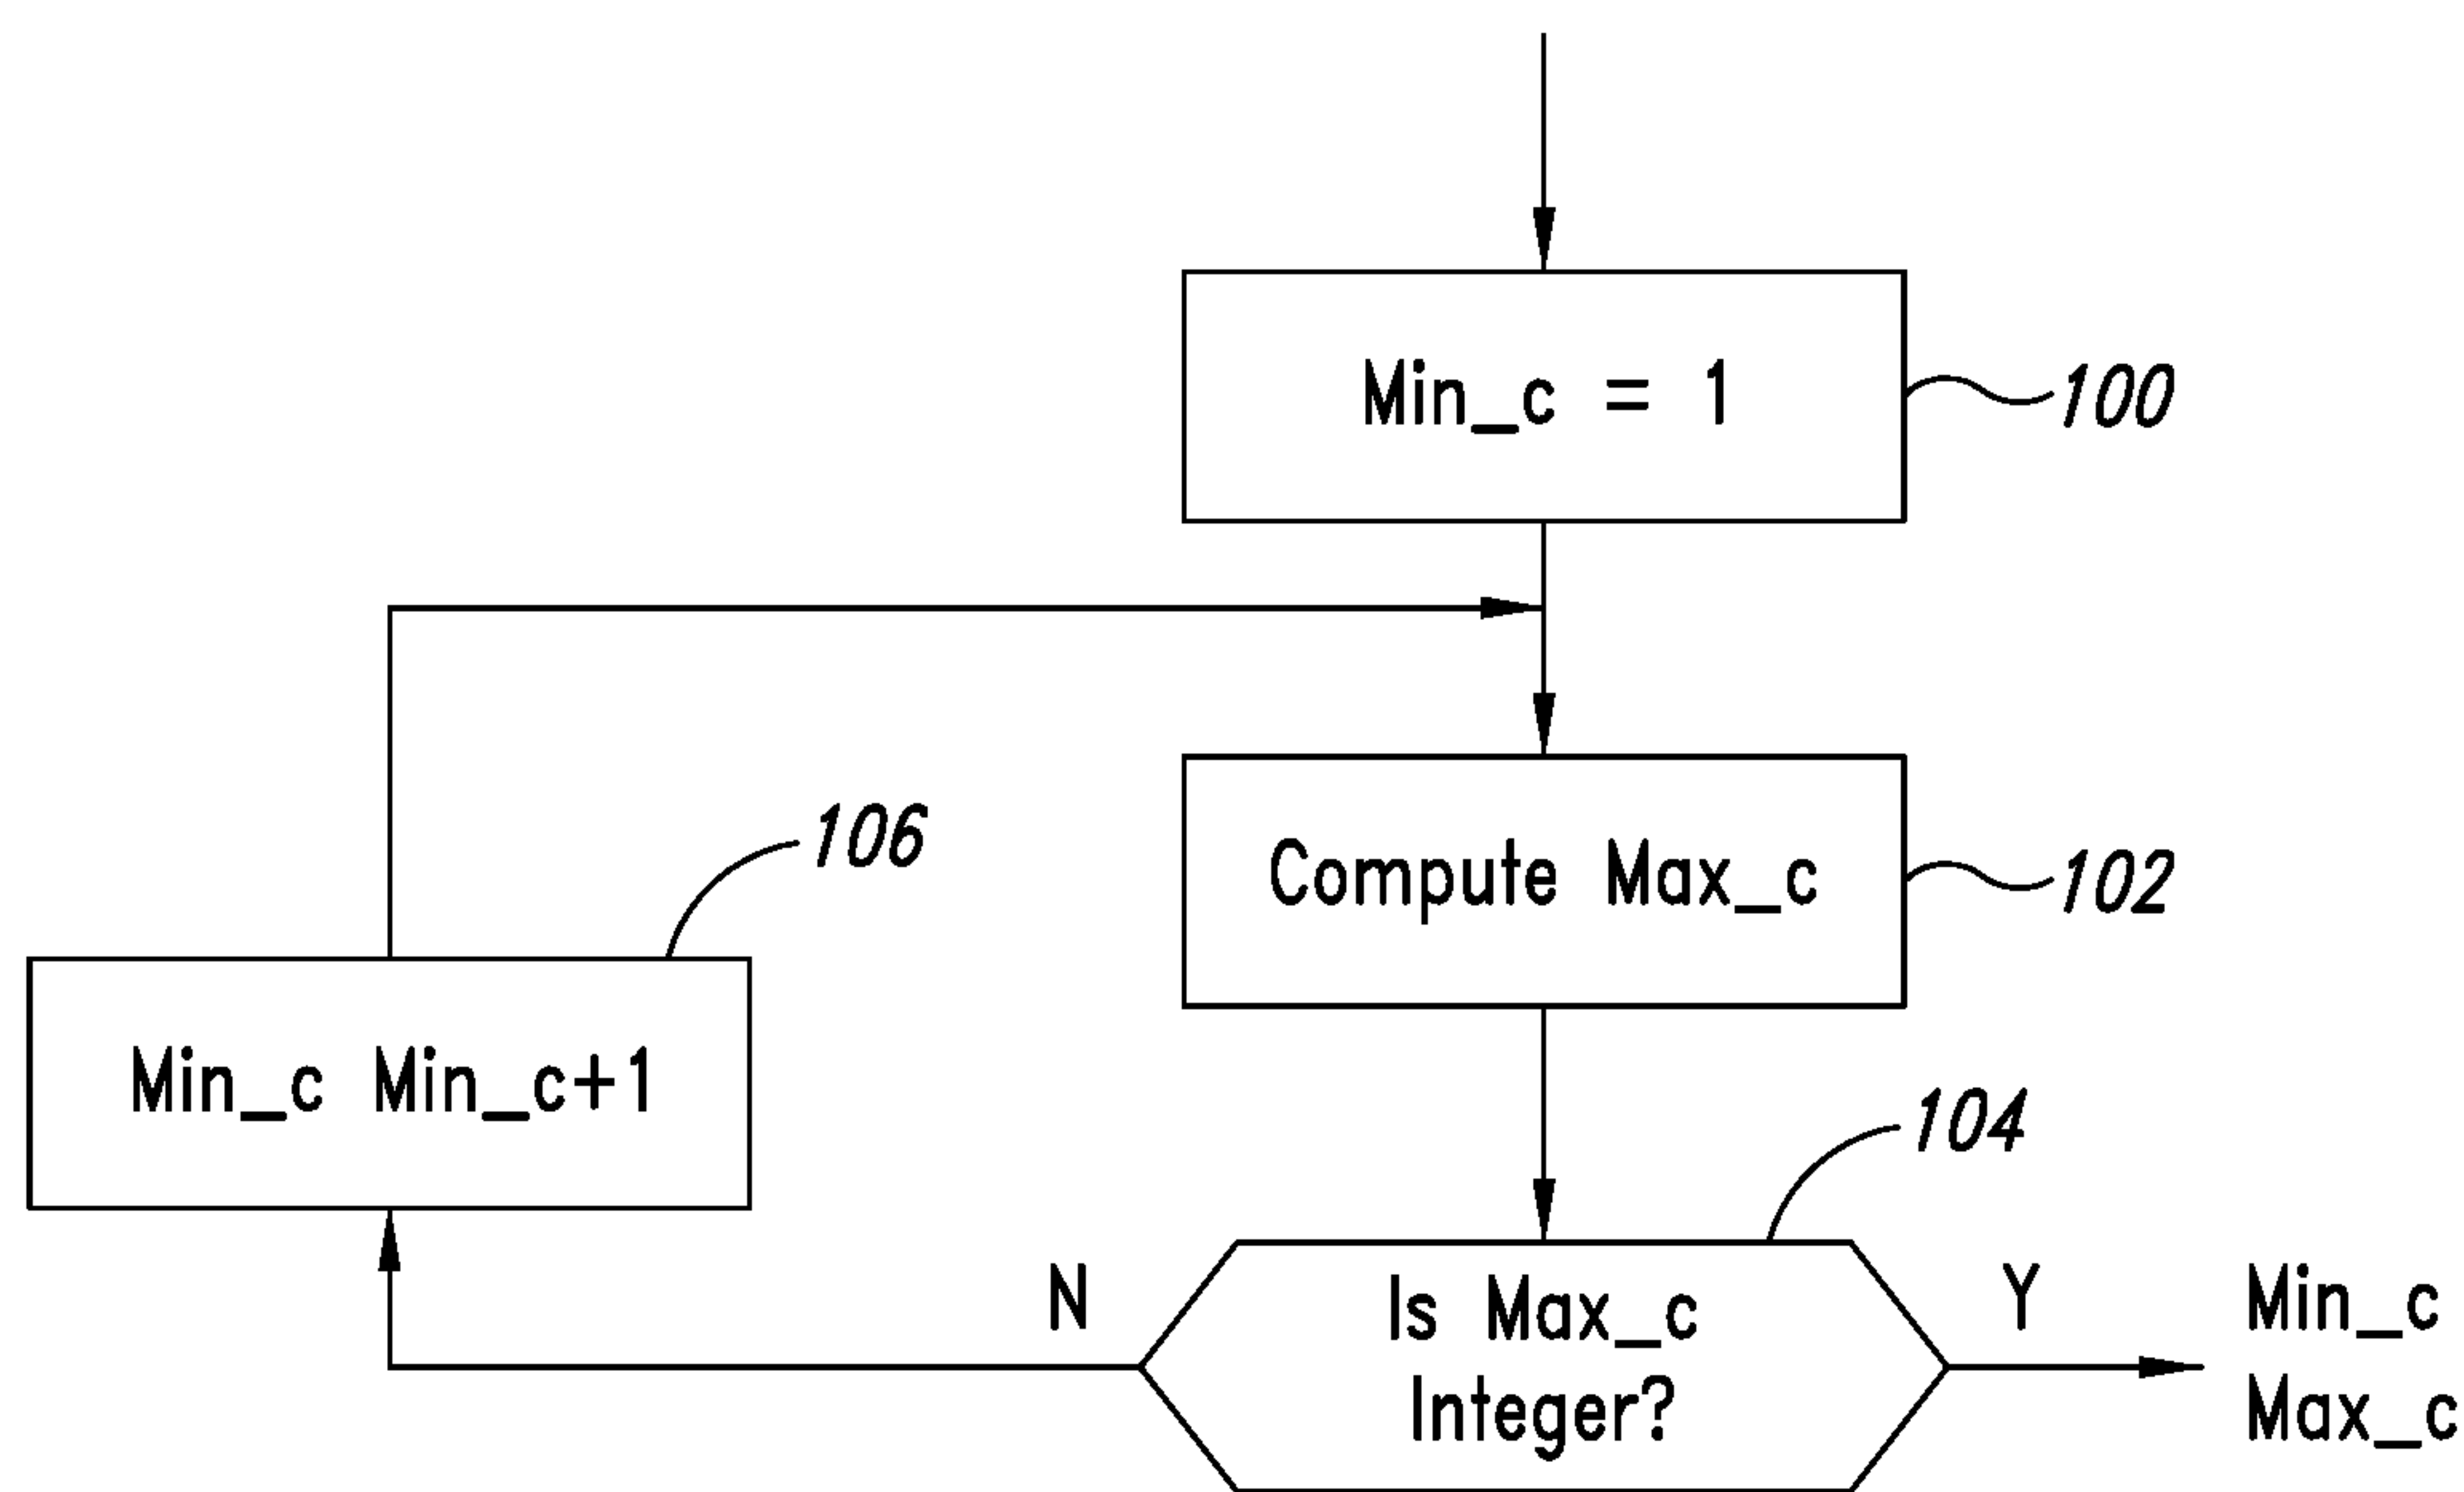 Min_c = 1
100
Compute Max_c
102
106
Min_c Min_c+1
104
N
Is Max_c
Integer?
Y
Min_c
Max_c